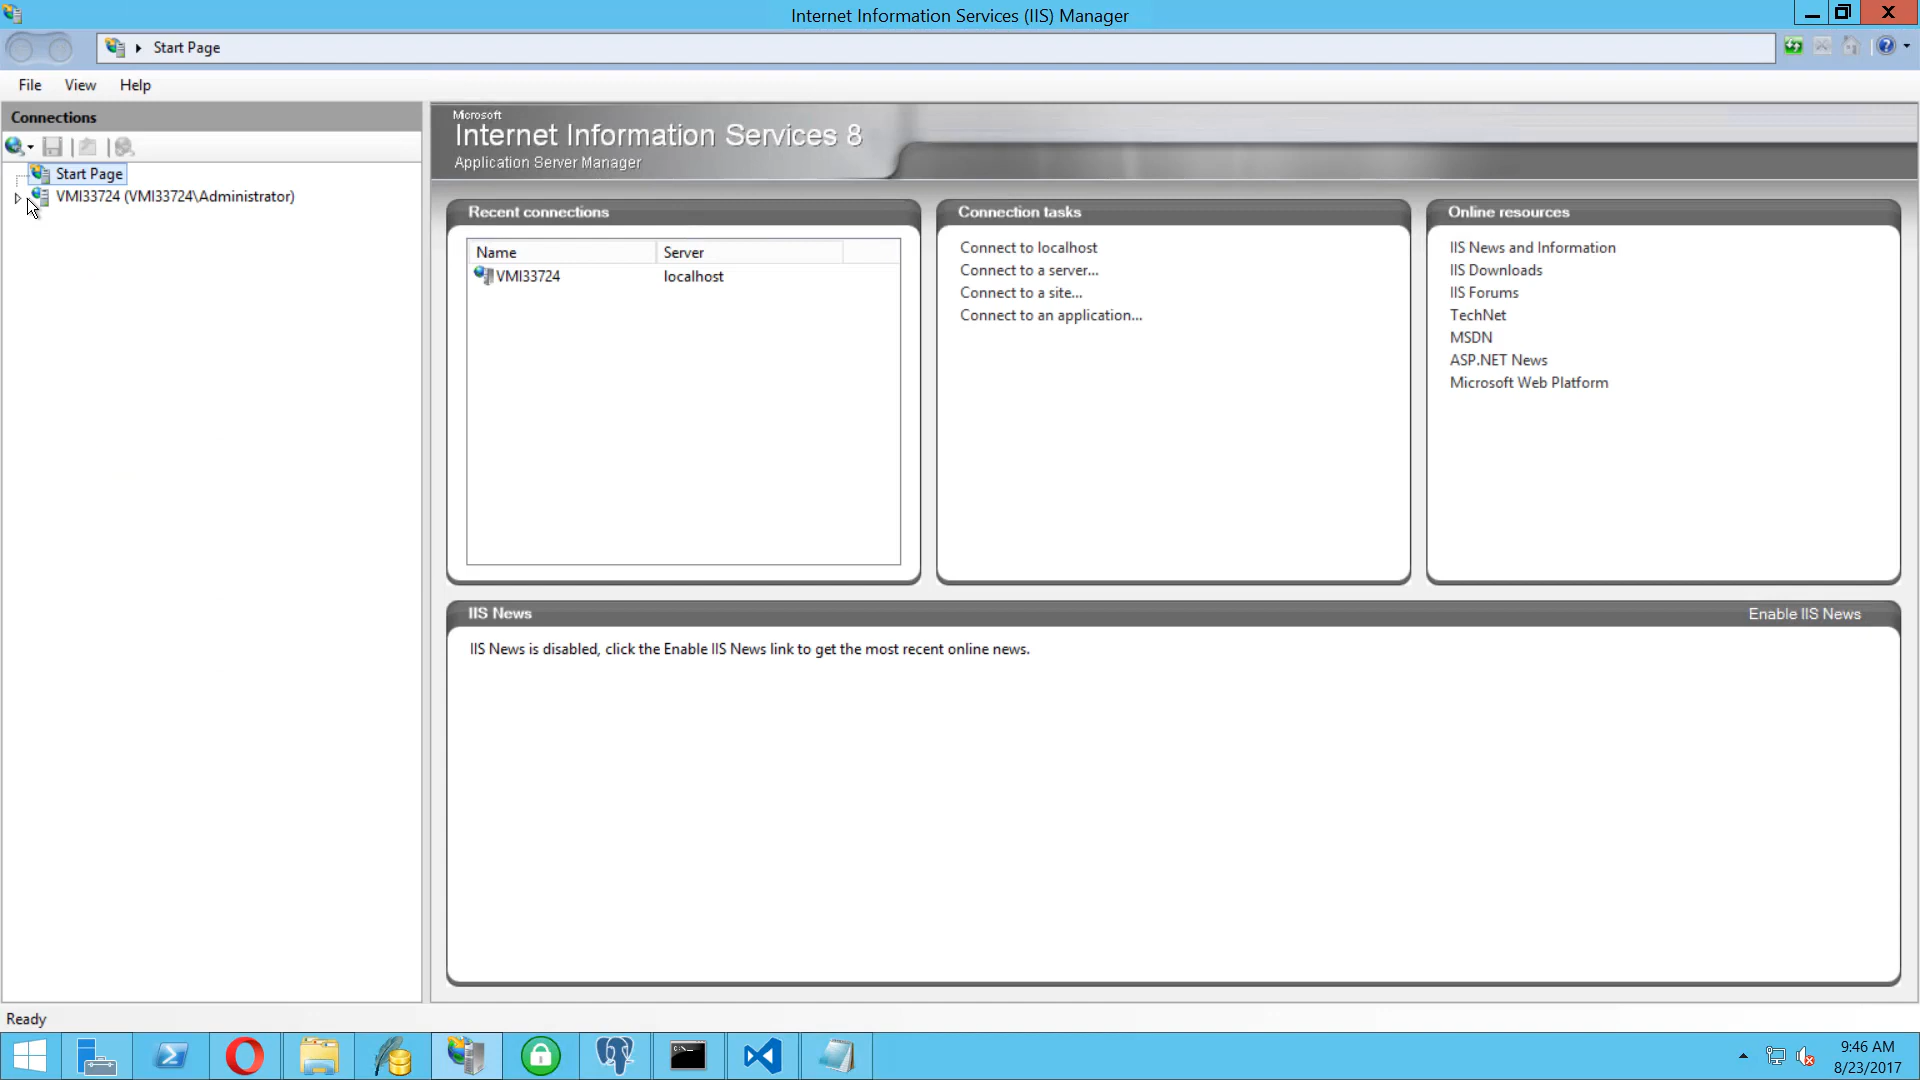 Internet Information Services (IIS) Manager
Start Page
File View Help
Connections
Start Page
VMI33724 (VMI33724\Administrator)
Microsoft
Internet Information Services 8
Application Server Manager
Recent connections
Name Server
VMI33724 localhost
Connection tasks
Connect to localhost
Connect to a server...
Connect to a site...
Connect to an application...
Online resources
IIS News and Information
IIS Downloads
IIS Forums
TechNet
MSDN
ASP.NET News
Microsoft Web Platform
IIS News Enable IIS News
IIS News is disabled, click the Enable IIS News link to get the most recent online news.
Ready
9:46 AM
8/23/2017